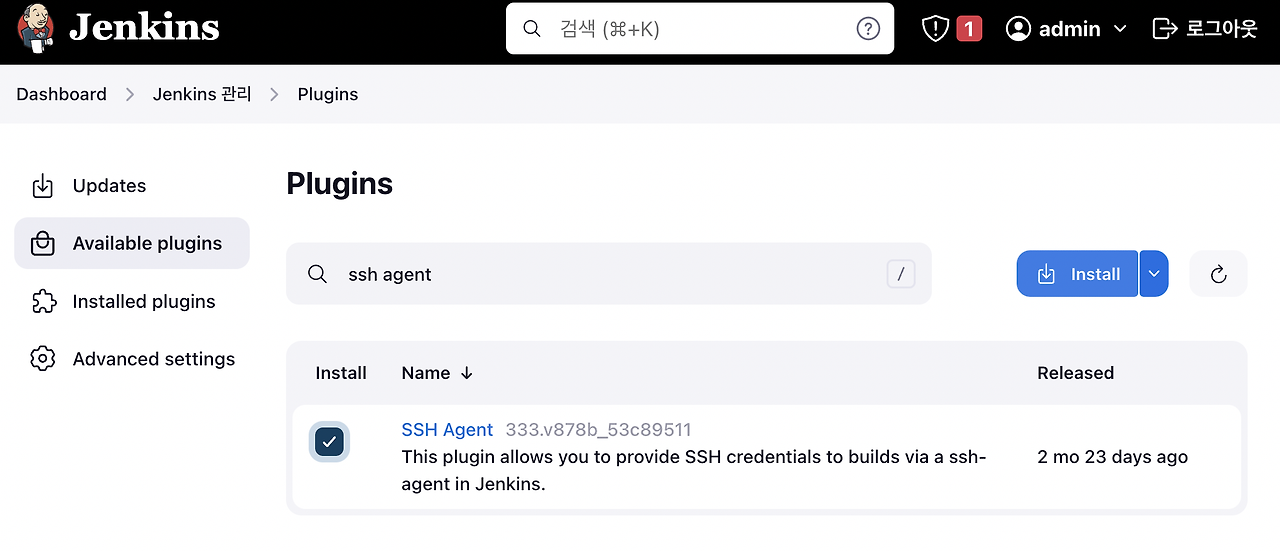 Jenkins
검색 (⌘+K)
?
1
admin
로그아웃
Dashboard > Jenkins 관리 > Plugins
Updates
Available plugins
Installed plugins
Advanced settings
Plugins
ssh agent
/
Install
Install Name ↓ Released
SSH Agent 333.v878b_53c89511
This plugin allows you to provide SSH credentials to builds via a ssh-
agent in Jenkins.
2 mo 23 days ago